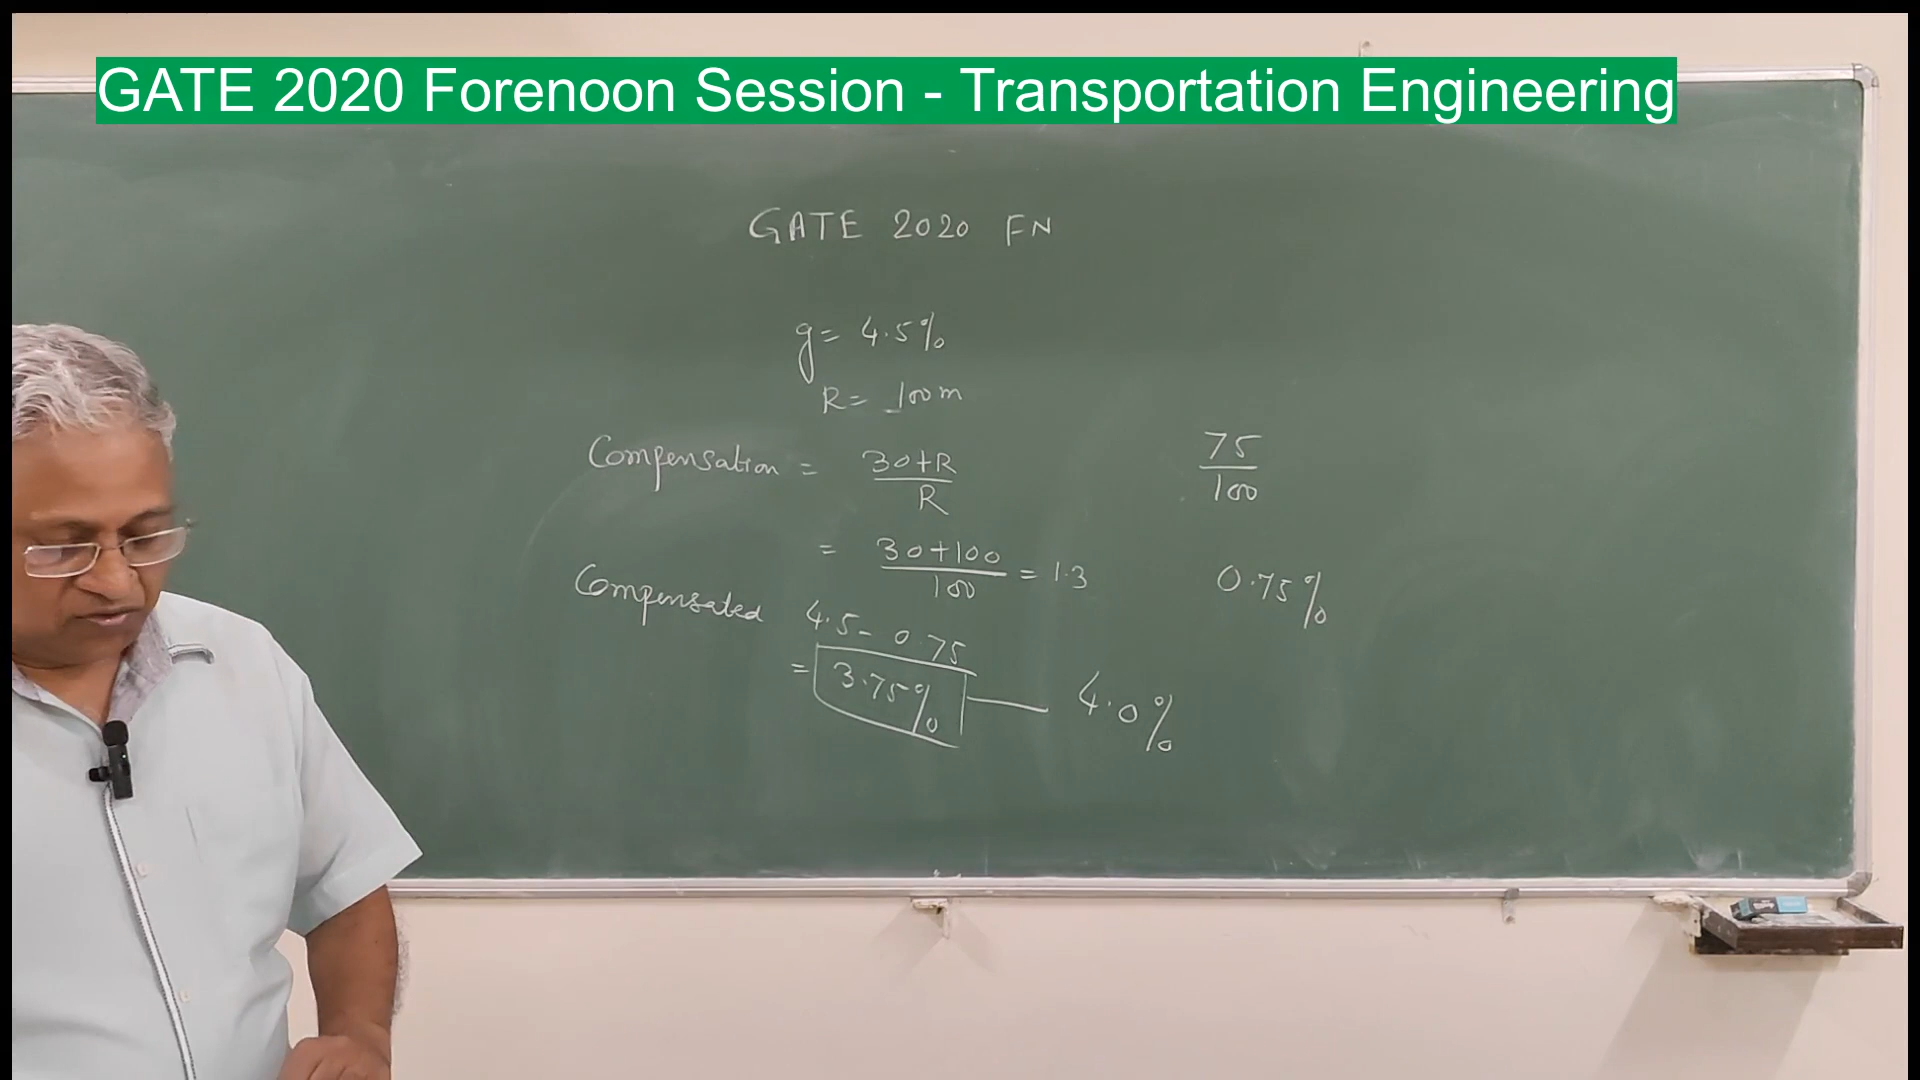 GATE 2020 Forenoon Session - Transportation Engineering
GATE 2020 FN
g = 4.5%
R = 100m
Compensation = 30+R / R
75 / 100
= 30+100 / 100 = 1.3
0.75%
Compensated 4.5 - 0.75
= 3.75% — 4.0%